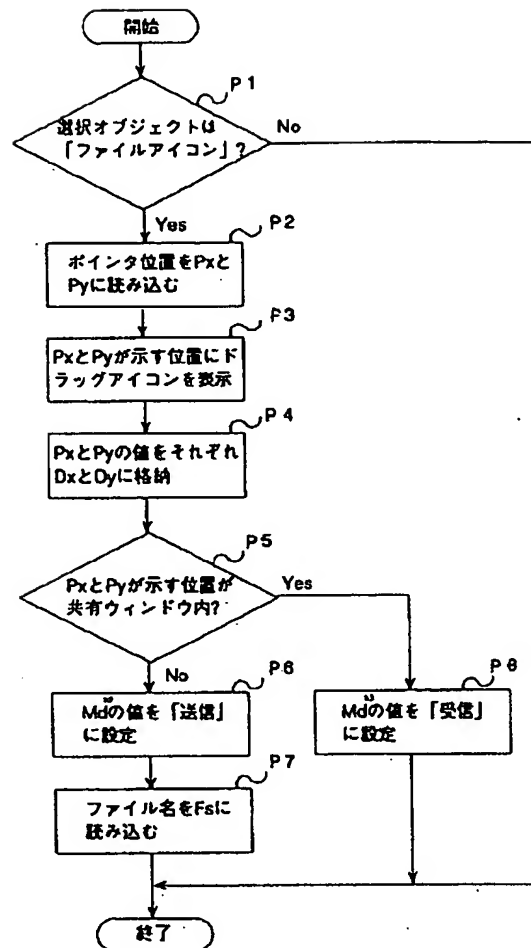 開始
P1
選択オブジェクトは
「ファイルアイコン」?
No
Yes
P2
ポインタ位置をPxと
Pyに読み込む
P3
PxとPyが示す位置にド
ラッグアイコンを表示
P4
PxとPyの値をそれぞれ
DxとDyに格納
P5
PxとPyが示す位置が
共有ウィンドウ内?
Yes
No
P6
Mdの値を「送信」
に設定
P8
Mdの値を「受信」
に設定
P7
ファイル名をFsに
読み込む
終了